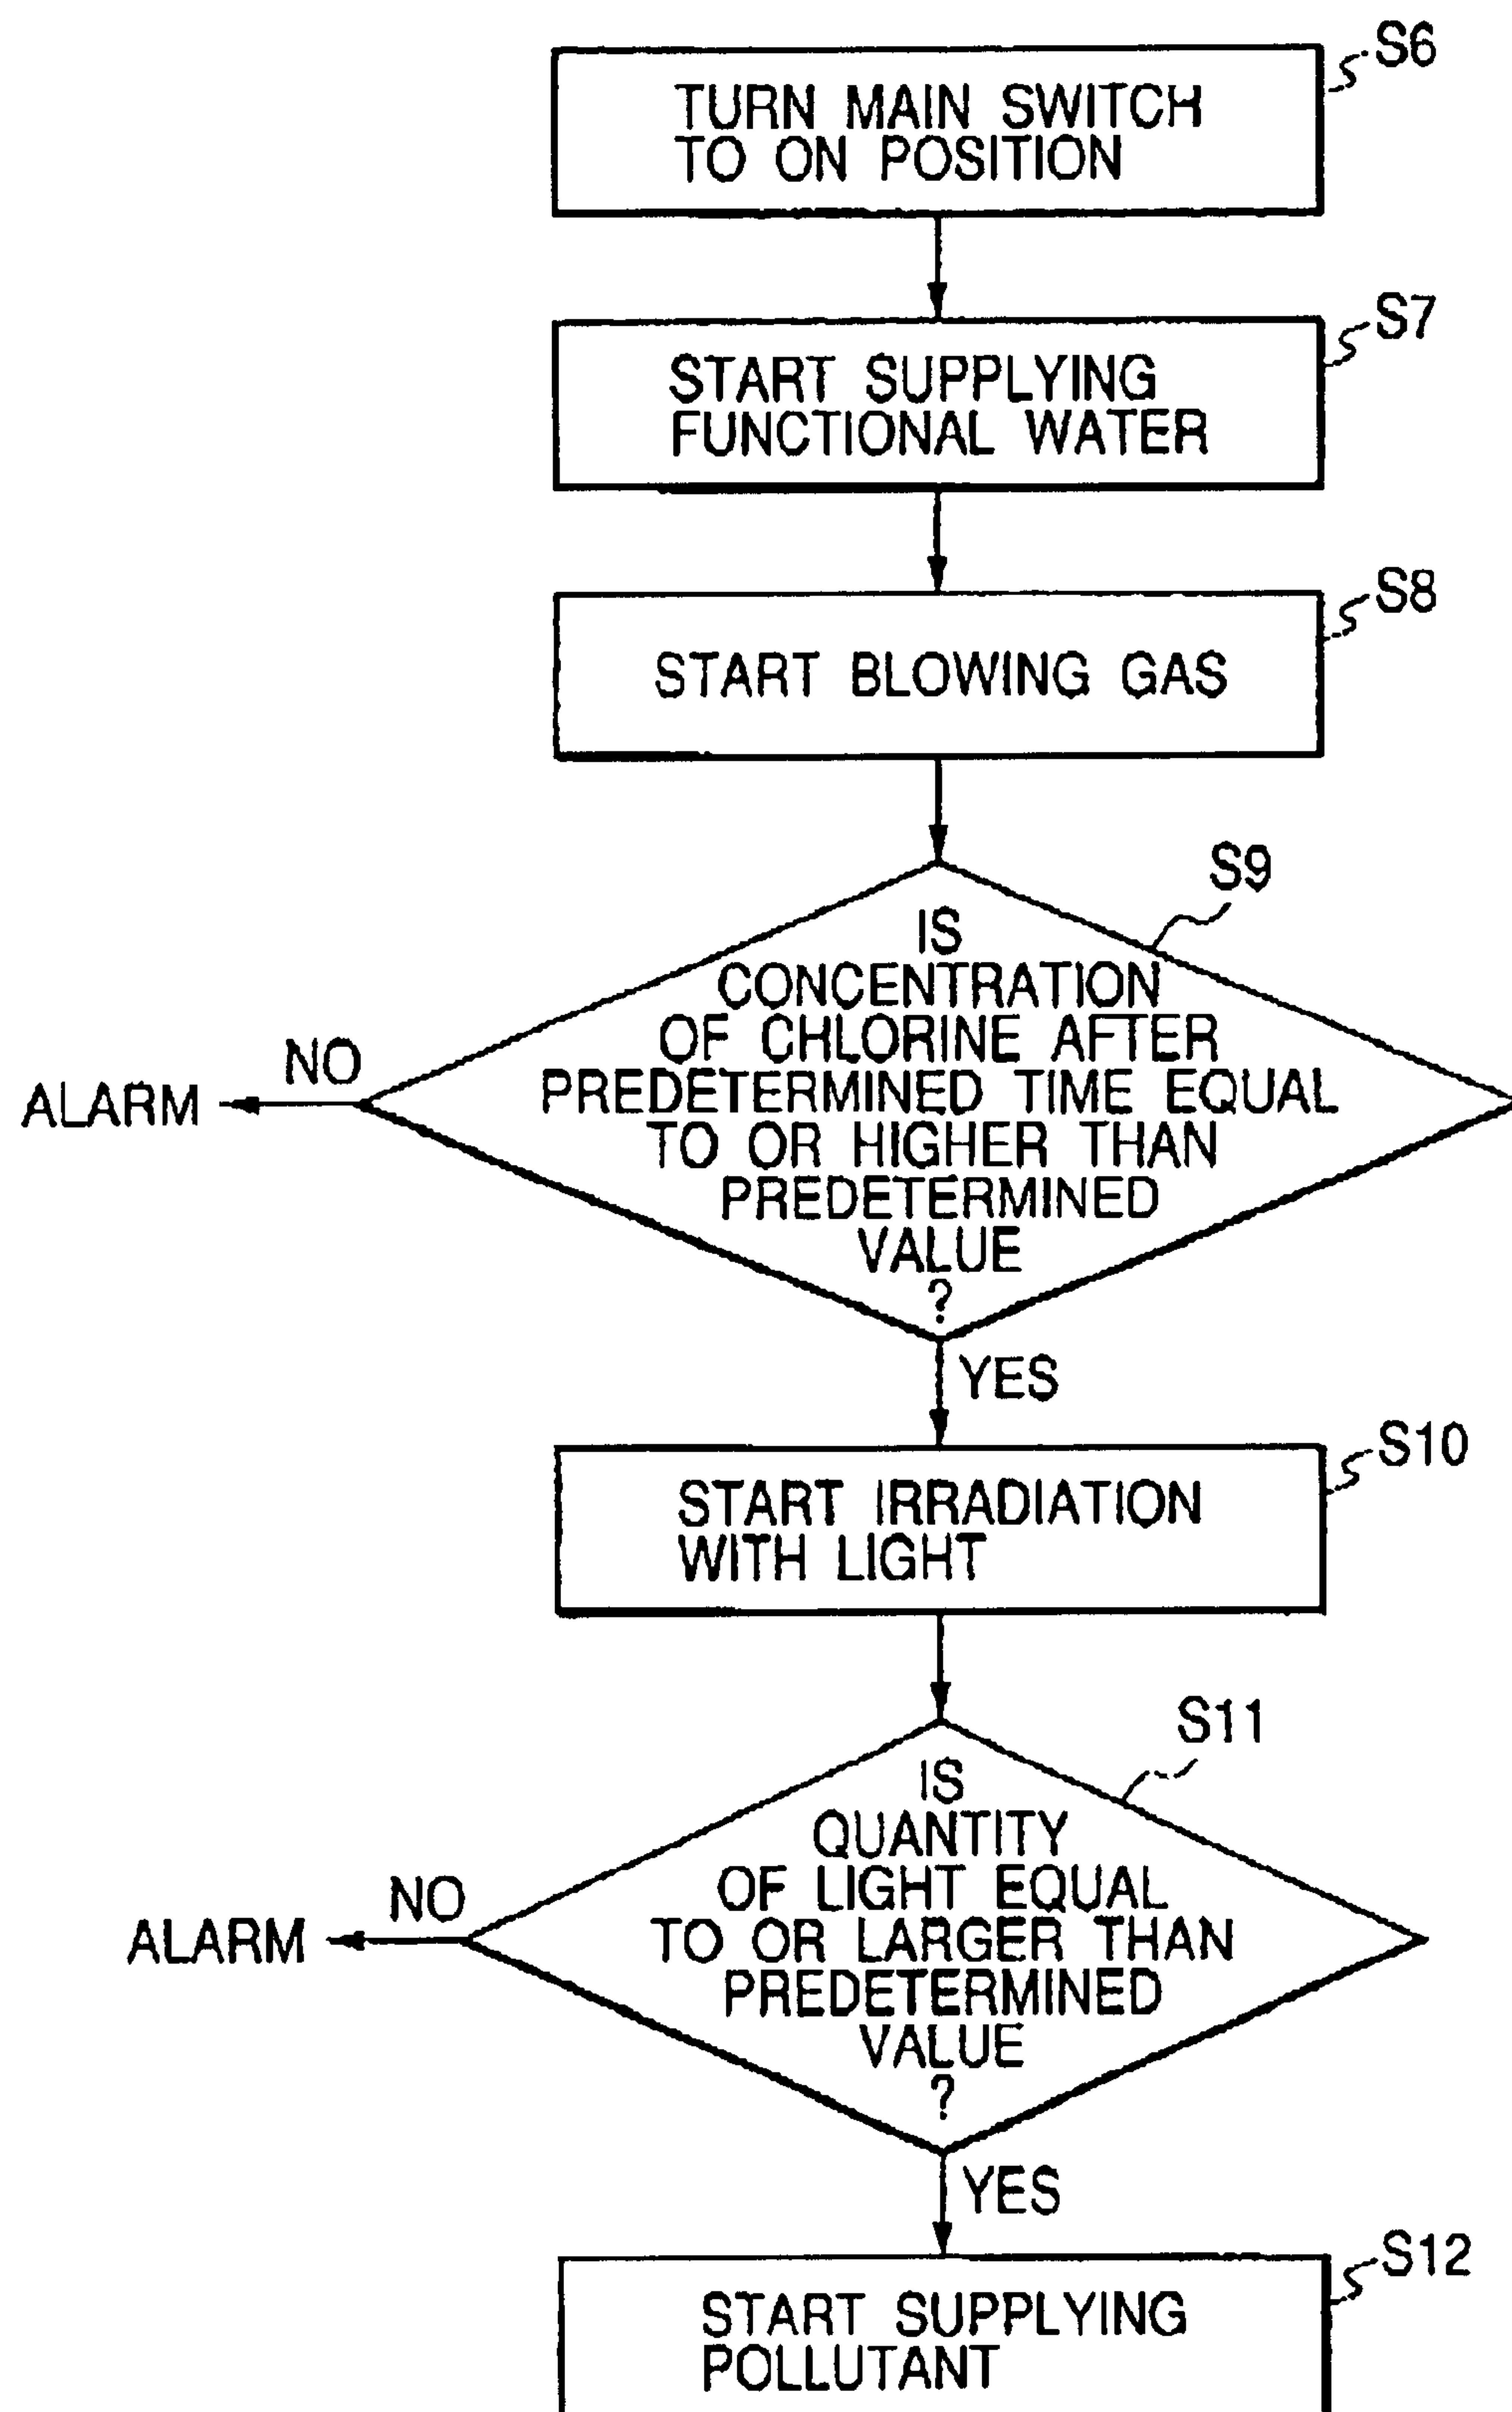 S6
TURN MAIN SWITCH
TO ON POSITION
S7
START SUPPLYING
FUNCTIONAL WATER
S8
START BLOWING GAS
S9
IS
CONCENTRATION
OF CHLORINE AFTER
PREDETERMINED TIME EQUAL
TO OR HIGHER THAN
PREDETERMINED
VALUE
?
NO
ALARM
YES
S10
START IRRADIATION
WITH LIGHT
S11
IS
QUANTITY
OF LIGHT EQUAL
TO OR LARGER THAN
PREDETERMINED
VALUE
?
NO
ALARM
YES
S12
START SUPPLYING
POLLUTANT